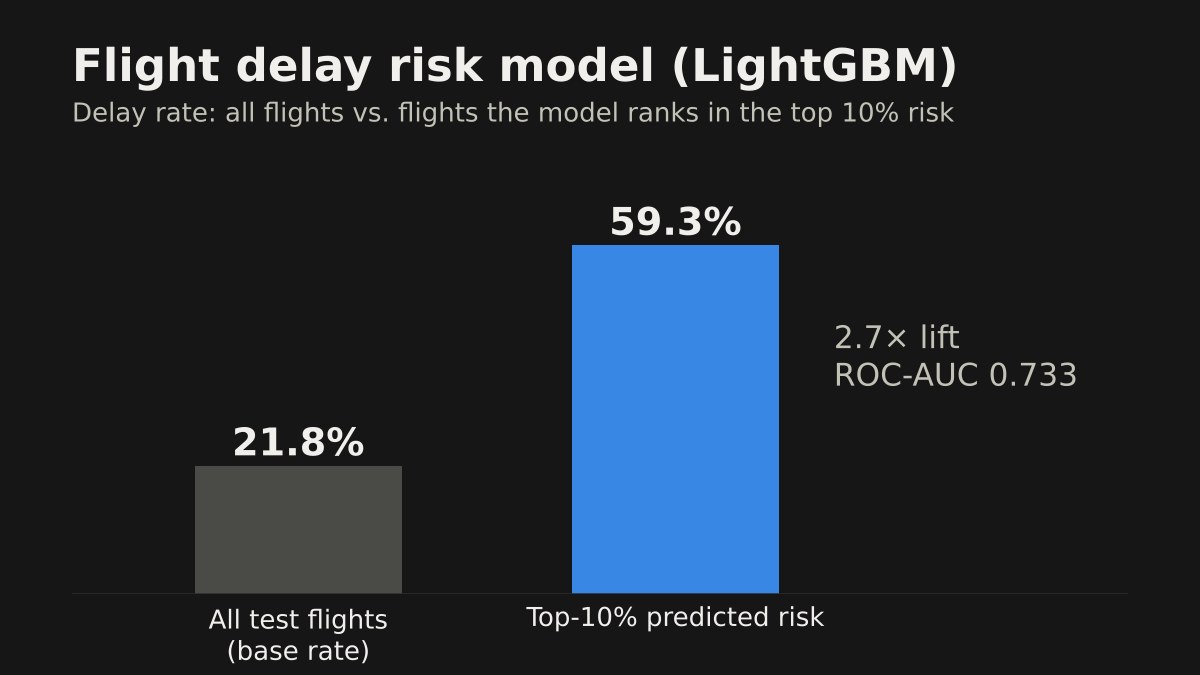 Flight delay risk model (LightGBM)
Delay rate: all flights vs. flights the model ranks in the top 10% risk
59.3%
2.7× lift
ROC-AUC 0.733
21.8%
All test flights
(base rate)
Top-10% predicted risk